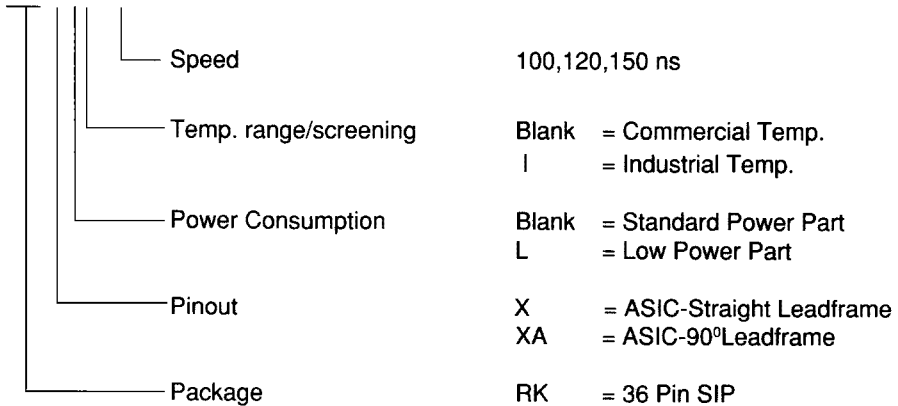 Speed 100,120,150 ns
Temp. range/screening Blank = Commercial Temp.
I = Industrial Temp.
Power Consumption Blank = Standard Power Part
L = Low Power Part
Pinout X = ASIC-Straight Leadframe
XA = ASIC-90⁰Leadframe
Package RK = 36 Pin SIP